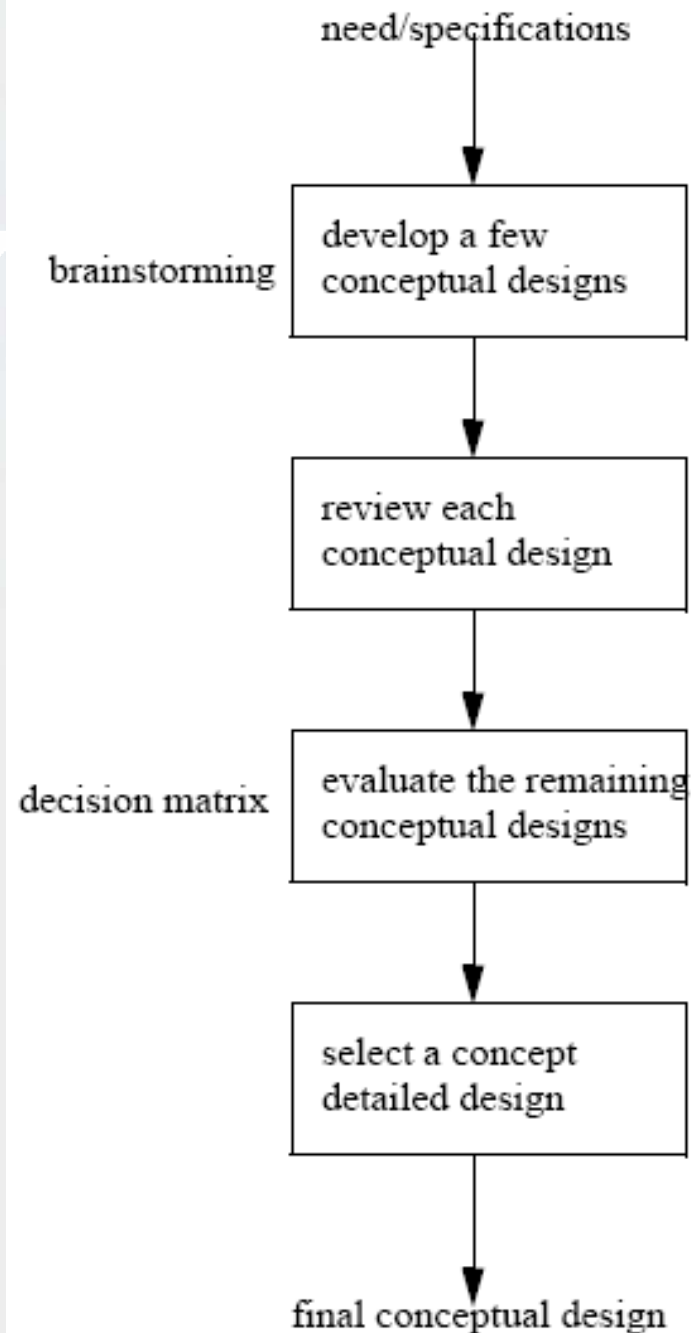 need/specifications
develop a few
conceptual designs
brainstorming
review each
conceptual design
evaluate the remaining
conceptual designs
decision matrix
select a concept
detailed design
final conceptual design